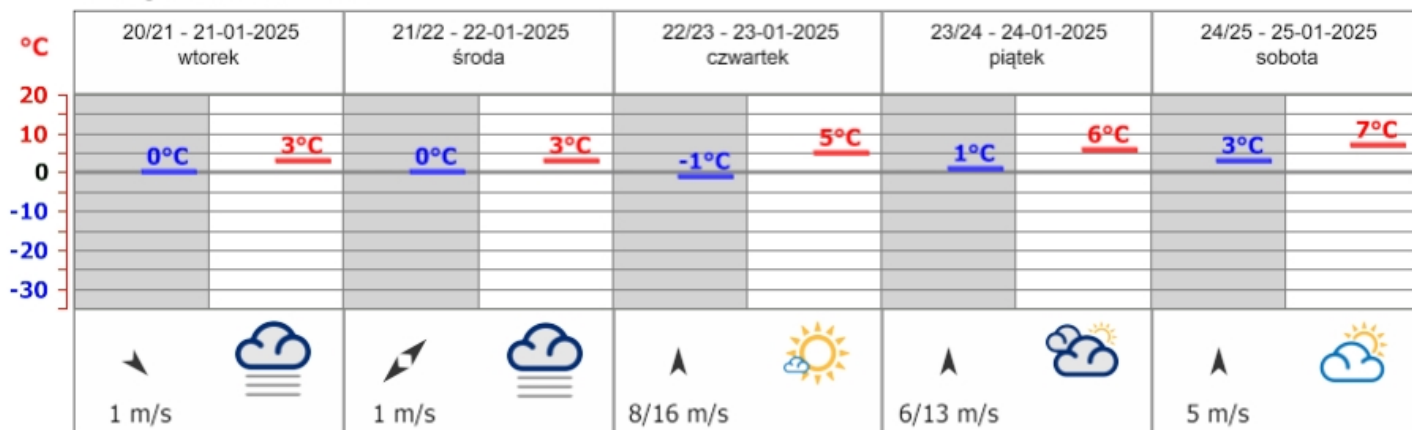 °C
20/21 - 21-01-2025
wtorek
21/22 - 22-01-2025
środa
22/23 - 23-01-2025
czwartek
23/24 - 24-01-2025
piątek
24/25 - 25-01-2025
sobota
20
10
0
-10
-20
-30
0°C
3°C
0°C
3°C
-1°C
5°C
1°C
6°C
3°C
7°C
1 m/s
1 m/s
8/16 m/s
6/13 m/s
5 m/s